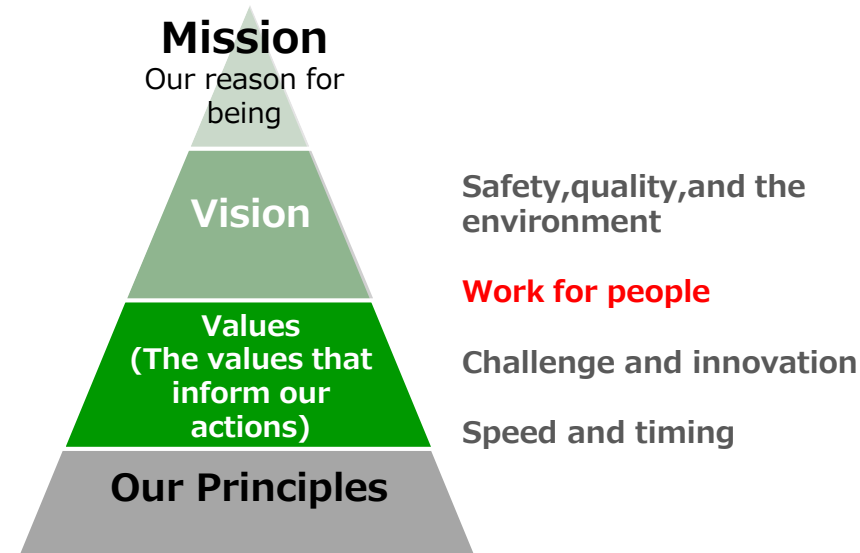 Mission
Our reason for
being
Vision
Values
(The values that
inform our
actions)
Our Principles
Safety,quality,and the
environment
Work for people
Challenge and innovation
Speed and timing